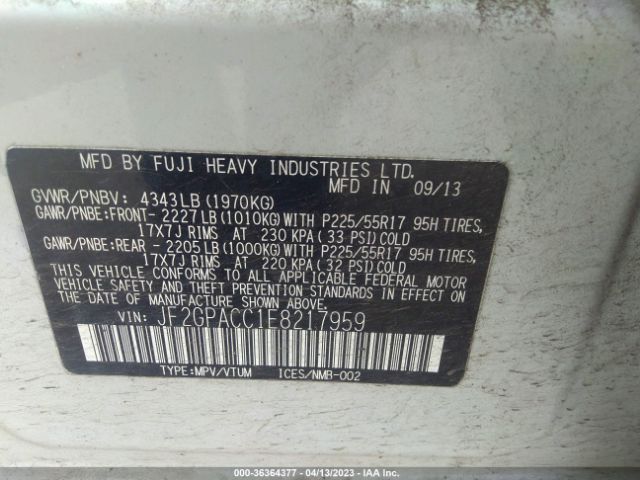 MFD BY FUJI HEAVY INDUSTRIES LTD.
MFD IN 09/13
GVWR/PNBV: 4343LB (1970KG)
GAWR/PNBE:FRONT- 2227LB(1010KG)WITH P225/55R17 95H TIRES,
17X7J RIMS AT 230 KPA( 33 PSI)COLD
GAWR/PNBE:REAR - 2205LB(1000KG)WITH P225/55R17 95H TIRES,
17X7J RIMS AT 220 KPA( 32 PSI)COLD
THIS VEHICLE CONFORMS TO ALL APPLICABLE FEDERAL MOTOR
VEHICLE SAFETY AND THEFT PREVENTION STANDARDS IN EFFECT
ON THE DATE OF MANUFACTURE SHOWN ABOVE.
VIN: JF2GPACC1E8217959
TYPE:MPV/VTUM ICES/NMB-002
000-36364377 - 04/13/2023 - IAA Inc.